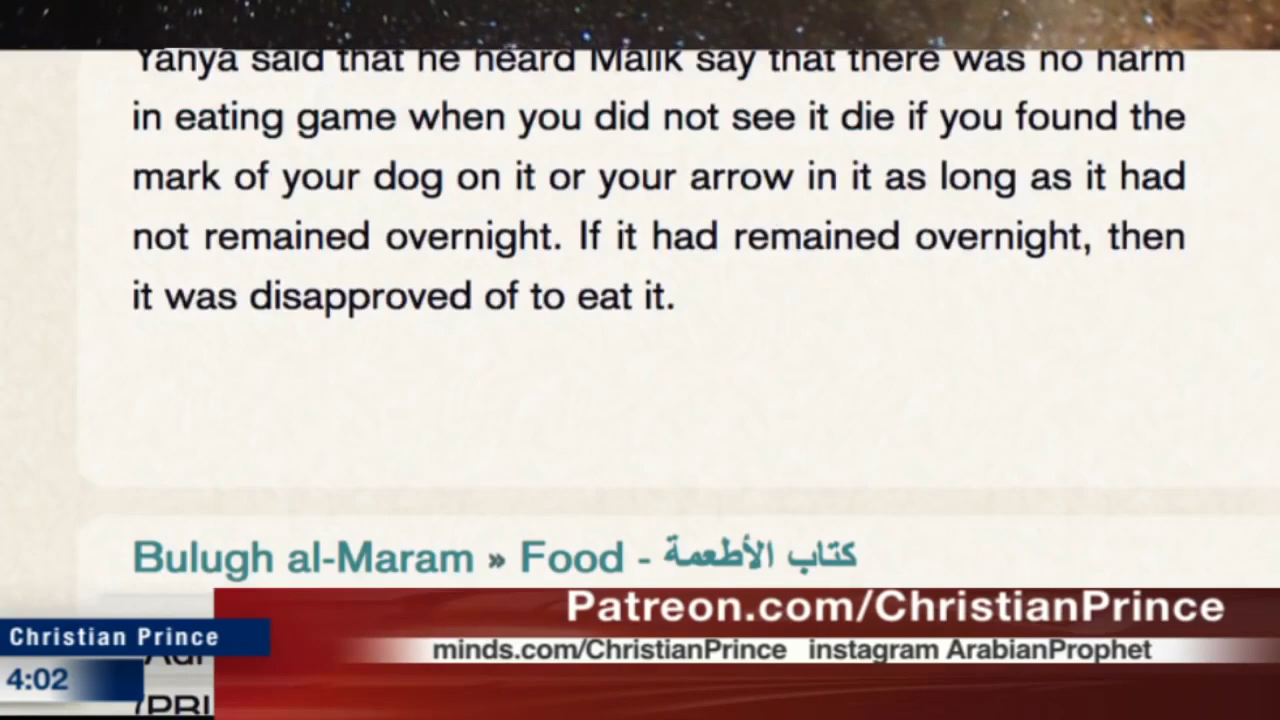 Yahya said that he heard Malik say that there was no harm
in eating game when you did not see it die if you found the
mark of your dog on it or your arrow in it as long as it had
not remained overnight. If it had remained overnight, then
it was disapproved of to eat it.
Bulugh al-Maram » Food - كتاب الأطعمة
Patreon.com/ChristianPrince
Christian Prince
minds.com/ChristianPrince instagram ArabianProphet
4:02